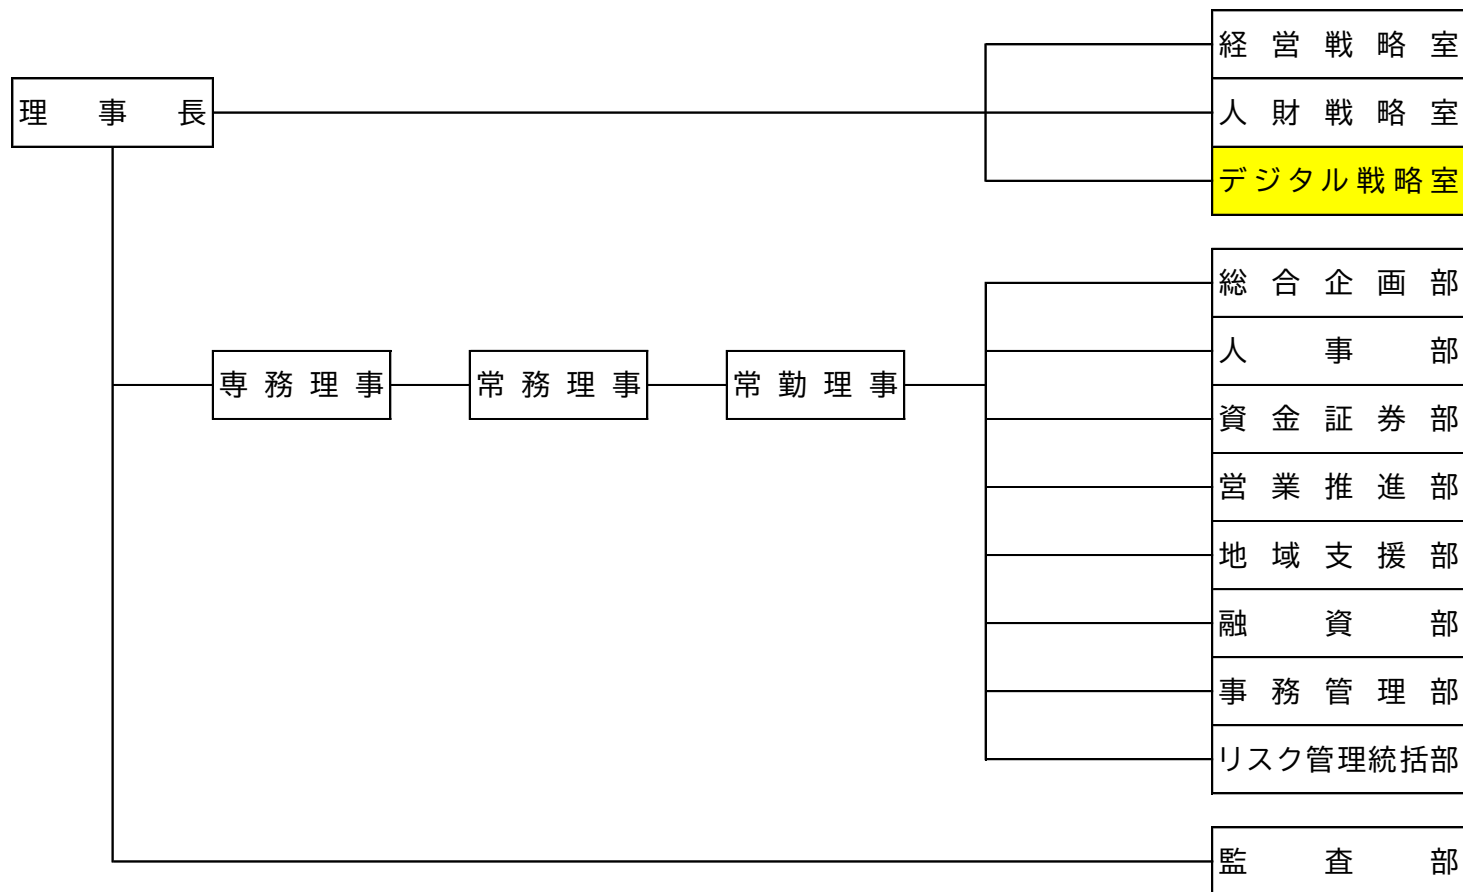 経営戦略室
理事長
人財戦略室
デジタル戦略室
総合企画部
人事部
専務理事
常務理事
常勤理事
資金証券部
営業推進部
地域支援部
融資部
事務管理部
リスク管理統括部
監査部